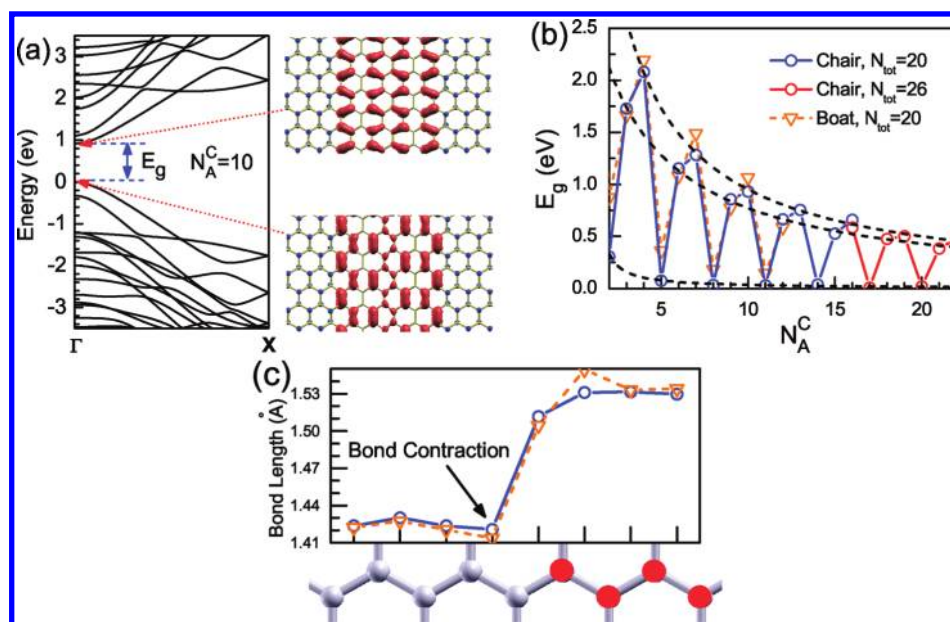 (a)
Energy (ev)
3
2
1
0
-1
-2
-3
E_g
N_A^C=10
Γ
X
(b)
E_g (eV)
2.5
2.0
1.5
1.0
0.5
0.0
Chair, N_tot=20
Chair, N_tot=26
Boat, N_tot=20
5
10
15
20
N_A^C
(c)
Bond Length (Å)
1.53
1.50
1.47
1.44
1.41
Bond Contraction